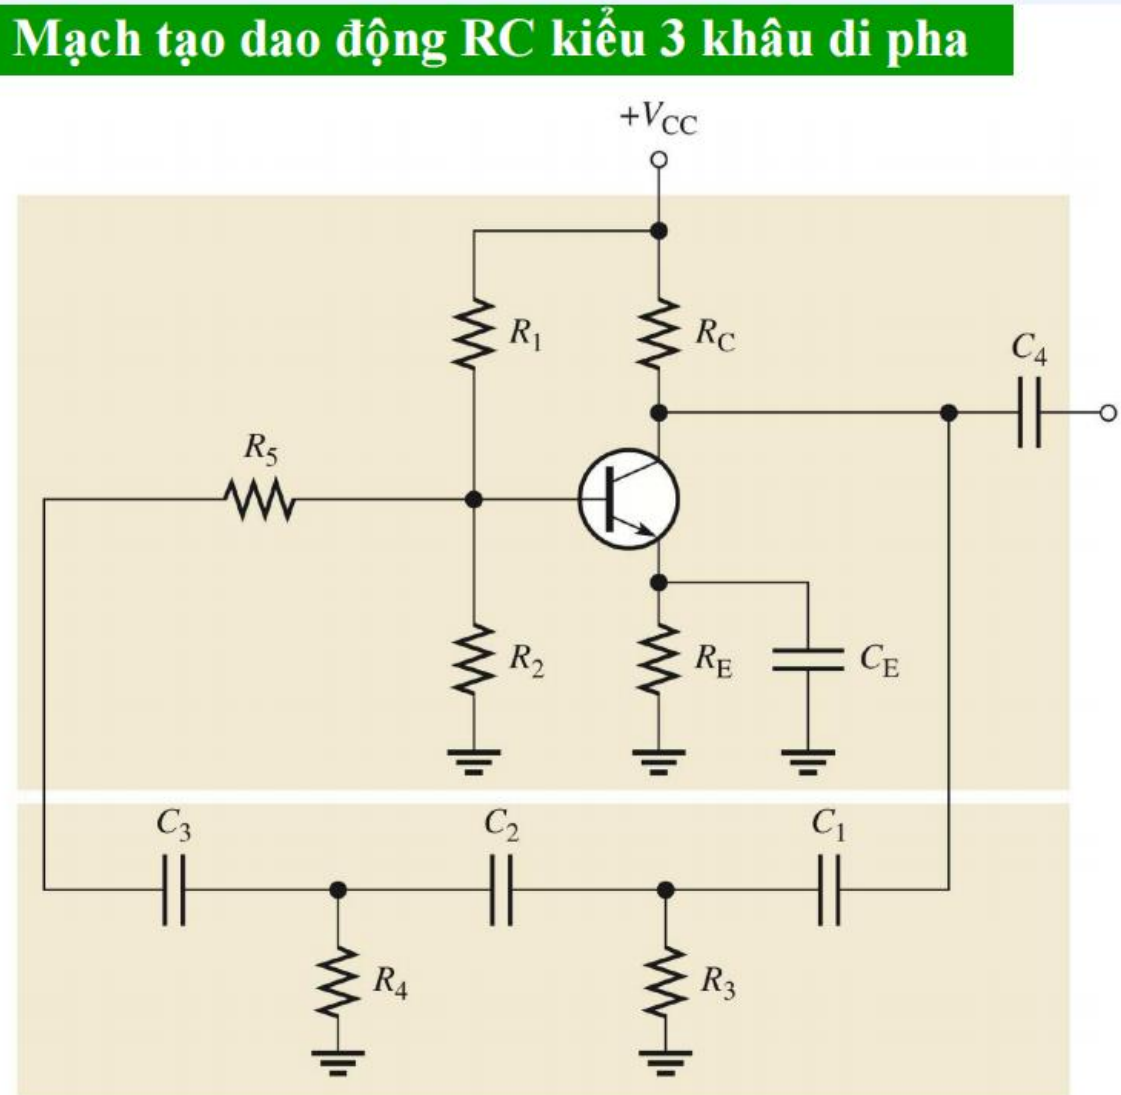 Mạch tạo dao động RC kiểu 3 khâu di pha
+VCC
R1
RC
C4
R5
R2
RE
CE
C3
C2
C1
R4
R3